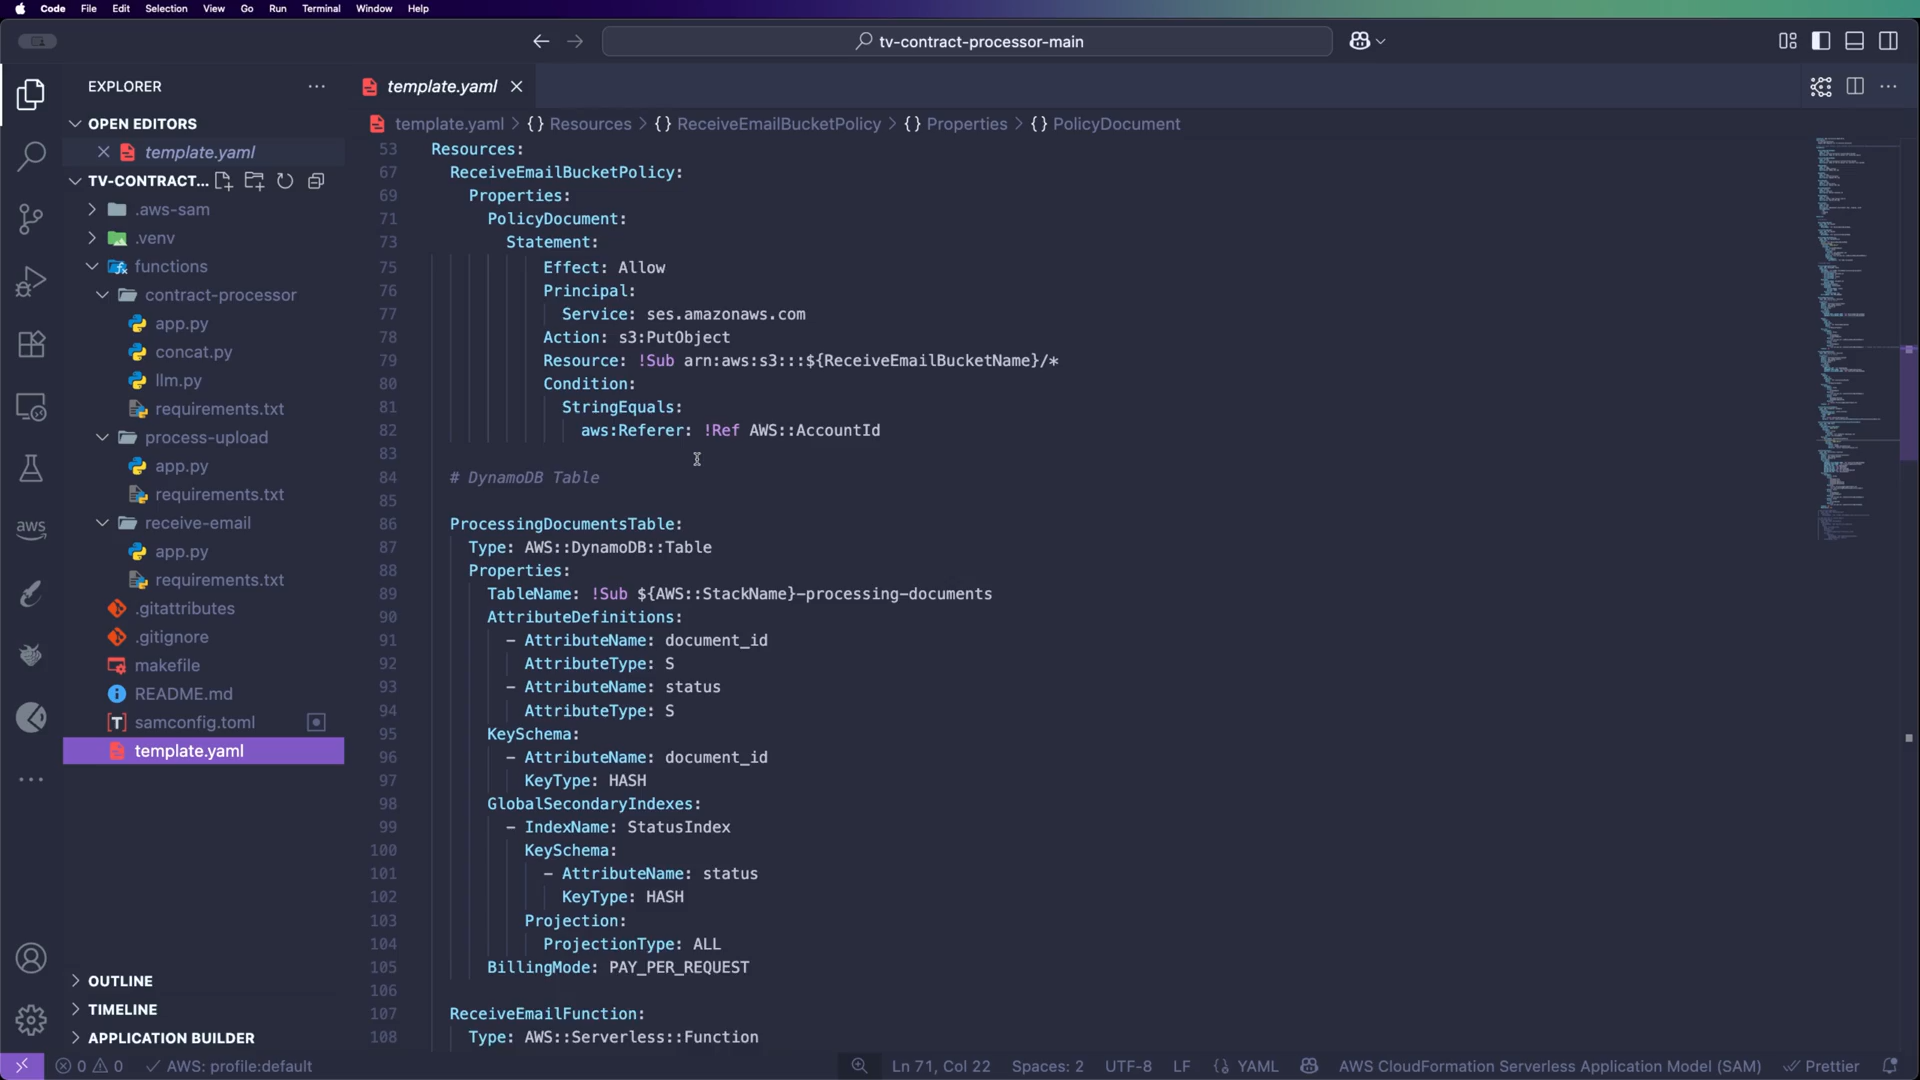 Code File Edit Selection View Go Run Terminal Window Help
tv-contract-processor-main
EXPLORER
template.yaml
OPEN EDITORS
template.yaml
TV-CONTRACT...
.aws-sam
.venv
functions
contract-processor
app.py
concat.py
llm.py
requirements.txt
process-upload
app.py
requirements.txt
receive-email
app.py
requirements.txt
.gitattributes
.gitignore
makefile
README.md
samconfig.toml
template.yaml
OUTLINE
TIMELINE
APPLICATION BUILDER
aws
template.yaml > {} Resources > {} ReceiveEmailBucketPolicy > {} Properties > {} PolicyDocument
53 Resources:
67 ReceiveEmailBucketPolicy:
69 Properties:
71 PolicyDocument:
73 Statement:
75 Effect: Allow
76 Principal:
77 Service: ses.amazonaws.com
78 Action: s3:PutObject
79 Resource: !Sub arn:aws:s3:::${ReceiveEmailBucketName}/*
80 Condition:
81 StringEquals:
82 aws:Referer: !Ref AWS::AccountId
83
84 # DynamoDB Table
85
86 ProcessingDocumentsTable:
87 Type: AWS::DynamoDB::Table
88 Properties:
89 TableName: !Sub ${AWS::StackName}-processing-documents
90 AttributeDefinitions:
91 - AttributeName: document_id
92 AttributeType: S
93 - AttributeName: status
94 AttributeType: S
95 KeySchema:
96 - AttributeName: document_id
97 KeyType: HASH
98 GlobalSecondaryIndexes:
99 - IndexName: StatusIndex
100 KeySchema:
101 - AttributeName: status
102 KeyType: HASH
103 Projection:
104 ProjectionType: ALL
105 BillingMode: PAY_PER_REQUEST
106
107 ReceiveEmailFunction:
108 Type: AWS::Serverless::Function
0 0 AWS: profile:default Ln 71, Col 22 Spaces: 2 UTF-8 LF {} YAML AWS CloudFormation Serverless Application Model (SAM) Prettier